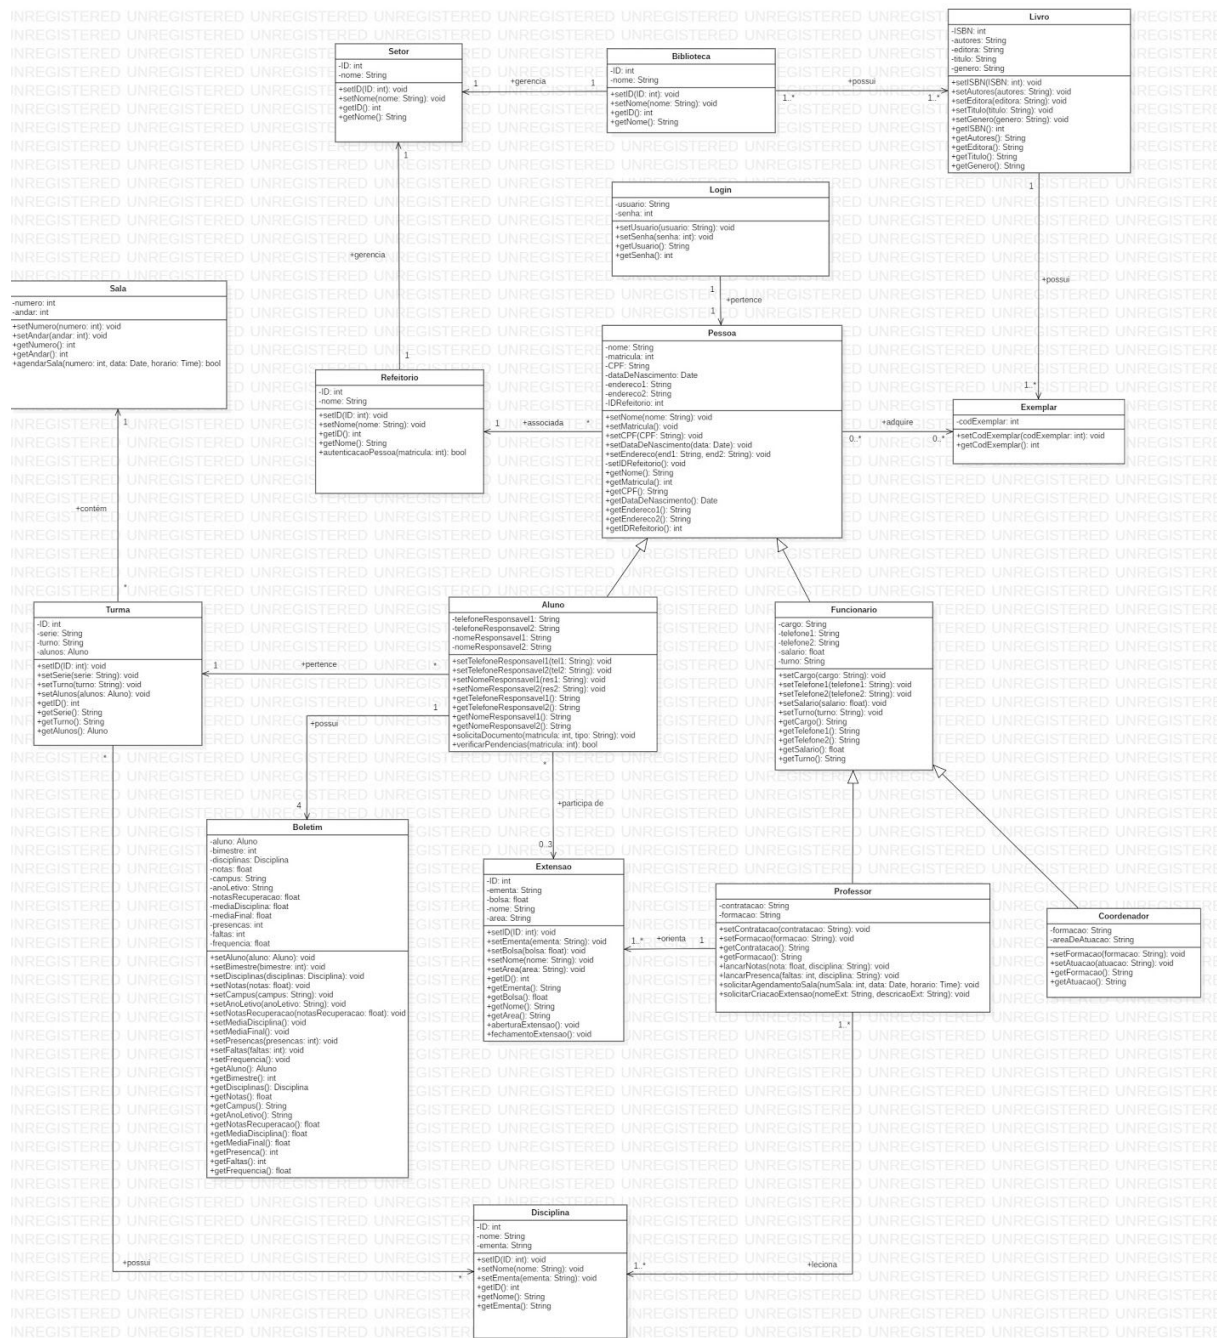 Livro
-ISBN: int
-autores: String
-editora: String
-titulo: String
-genero: String
+setISBN(ISBN: int): void
+setAutores(autores: String): void
+setEditora(editora: String): void
+setTitulo(titulo: String): void
+setGenero(genero: String): void
+getISBN(): int
+getAutores(): String
+getEditora(): String
+getTitulo(): String
+getGenero(): String
Setor
-ID: int
-nome: String
+setID(ID: int): void
+setNome(nome: String): void
+getID(): int
+getNome(): String
1
+gerencia
1
Biblioteca
-ID: int
-nome: String
+setID(ID: int): void
+setNome(nome: String): void
+getID(): int
+getNome(): String
+possui
1..*
1..*
1
+gerencia
1
Login
-usuario: String
-senha: int
+setUsuario(usuario: String): void
+setSenha(senha: int): void
+getUsuario(): String
+getSenha(): int
1
+pertence
1
1
+possui
1..*
Sala
-numero: int
-andar: int
+setNumero(numero: int): void
+setAndar(andar: int): void
+getNumero(): int
+getAndar(): int
+agendarSala(numero: int, data: Date, horario: Time): bool
Refeitorio
-ID: int
-nome: String
+setID(ID: int): void
+setNome(nome: String): void
+getID(): int
+getNome(): String
+autenticacaoPessoa(matricula: int): bool
1
+associada
*
Pessoa
-nome: String
-matricula: int
-CPF: String
-dataDeNascimento: Date
-endereco1: String
-endereco2: String
-IDRefeitorio: int
+setNome(nome: String): void
+setMatricula(): void
+setCPF(CPF: String): void
+setDataDeNascimento(data: Date): void
+setEndereco(end1: String, end2: String): void
-setIDRefeitorio(): void
+getNome(): String
+getMatricula(): int
+getCPF(): String
+getDataDeNascimento(): Date
+getEndereco1(): String
+getEndereco2(): String
+getIDRefeitorio(): int
+adquire
0..*
0..*
Exemplar
-codExemplar: int
+setCodExemplar(codExemplar: int): void
+getCodExemplar(): int
1
+contém
*
Turma
-ID: int
-serie: String
-turno: String
-alunos: Aluno
+setID(ID: int): void
+setSerie(serie: String): void
+setTurno(turno: String): void
+setAlunos(alunos: Aluno): void
+getID(): int
+getSerie(): String
+getTurno(): String
+getAlunos(): Aluno
1
+pertence
*
Aluno
-telefoneResponsavel1: String
-telefoneResponsavel2: String
-nomeResponsavel1: String
-nomeResponsavel2: String
+setTelefoneResponsavel1(tel1: String): void
+setTelefoneResponsavel2(tel2: String): void
+setNomeResponsavel1(res1: String): void
+setNomeResponsavel2(res2: String): void
+getTelefoneResponsavel1(): String
+getTelefoneResponsavel2(): String
+getNomeResponsavel1(): String
+getNomeResponsavel2(): String
+solicitaDocumento(matricula: int, tipo: String): void
+verificarPendencias(matricula: int): bool
Funcionario
-cargo: String
-telefone1: String
-telefone2: String
-salario: float
-turno: String
+setCargo(cargo: String): void
+setTelefone1(telefone1: String): void
+setTelefone2(telefone2: String): void
+setSalario(salario: float): void
+setTurno(turno: String): void
+getCargo(): String
+getTelefone1(): String
+getTelefone2(): String
+getSalario(): float
+getTurno(): String
1
+possui
4
*
+participa de
0..3
Boletim
-aluno: Aluno
-bimestre: int
-disciplinas: Disciplina
-notas: float
-campus: String
-anoLetivo: String
-notasRecuperacao: float
-mediaDisciplina: float
-mediaFinal: float
-presencas: int
-faltas: int
-frequencia: float
+setAluno(aluno: Aluno): void
+setBimestre(bimestre: int): void
+setDisciplinas(disciplinas: Disciplina): void
+setNotas(notas: float): void
+setCampus(campus: String): void
+setAnoLetivo(anoLetivo: String): void
+setNotasRecuperacao(notasRecuperacao: float): void
+setMediaDisciplina(): void
+setMediaFinal(): void
+setPresencas(presencas: int): void
+setFaltas(faltas: int): void
+setFrequencia(): void
+getAluno(): Aluno
+getBimestre(): int
+getDisciplinas(): Disciplina
+getNotas(): float
+getCampus(): String
+getAnoLetivo(): String
+getNotasRecuperacao(): float
+getMediaDisciplina(): float
+getMediaFinal(): float
+getPresenca(): int
+getFaltas(): int
+getFrequencia(): float
Extensao
-ID: int
-ementa: String
-bolsa: float
-nome: String
-area: String
+setID(ID: int): void
+setEmenta(ementa: String): void
+setBolsa(bolsa: float): void
+setNome(nome: String): void
+setArea(area: String): void
+getID(): int
+getEmenta(): String
+getBolsa(): float
+getNome(): String
+getArea(): String
+aberturaExtensao(): void
+fechamentoExtensao(): void
1..*
+orienta
1
Professor
-contratacao: String
-formacao: String
+setContratacao(contratacao: String): void
+setFormacao(formacao: String): void
+getContratacao(): String
+getFormacao(): String
+lancarNotas(nota: float, disciplina: String): void
+lancarPresenca(faltas: int, disciplina: String): void
+solicitarAgendamentoSala(numSala: int, data: Date, horario: Time): void
+solicitarCriacaoExtensao(nomeExt: String, descricaoExt: String): void
Coordenador
-formacao: String
-areaDeAtuacao: String
+setFormacao(formacao: String): void
+setAtuacao(atuacao: String): void
+getFormacao(): String
+getAtuacao(): String
*
+possui
*
Disciplina
-ID: int
-nome: String
-ementa: String
+setID(ID: int): void
+setNome(nome: String): void
+setEmenta(ementa: String): void
+getID(): int
+getNome(): String
+getEmenta(): String
1..*
+leciona
1..*